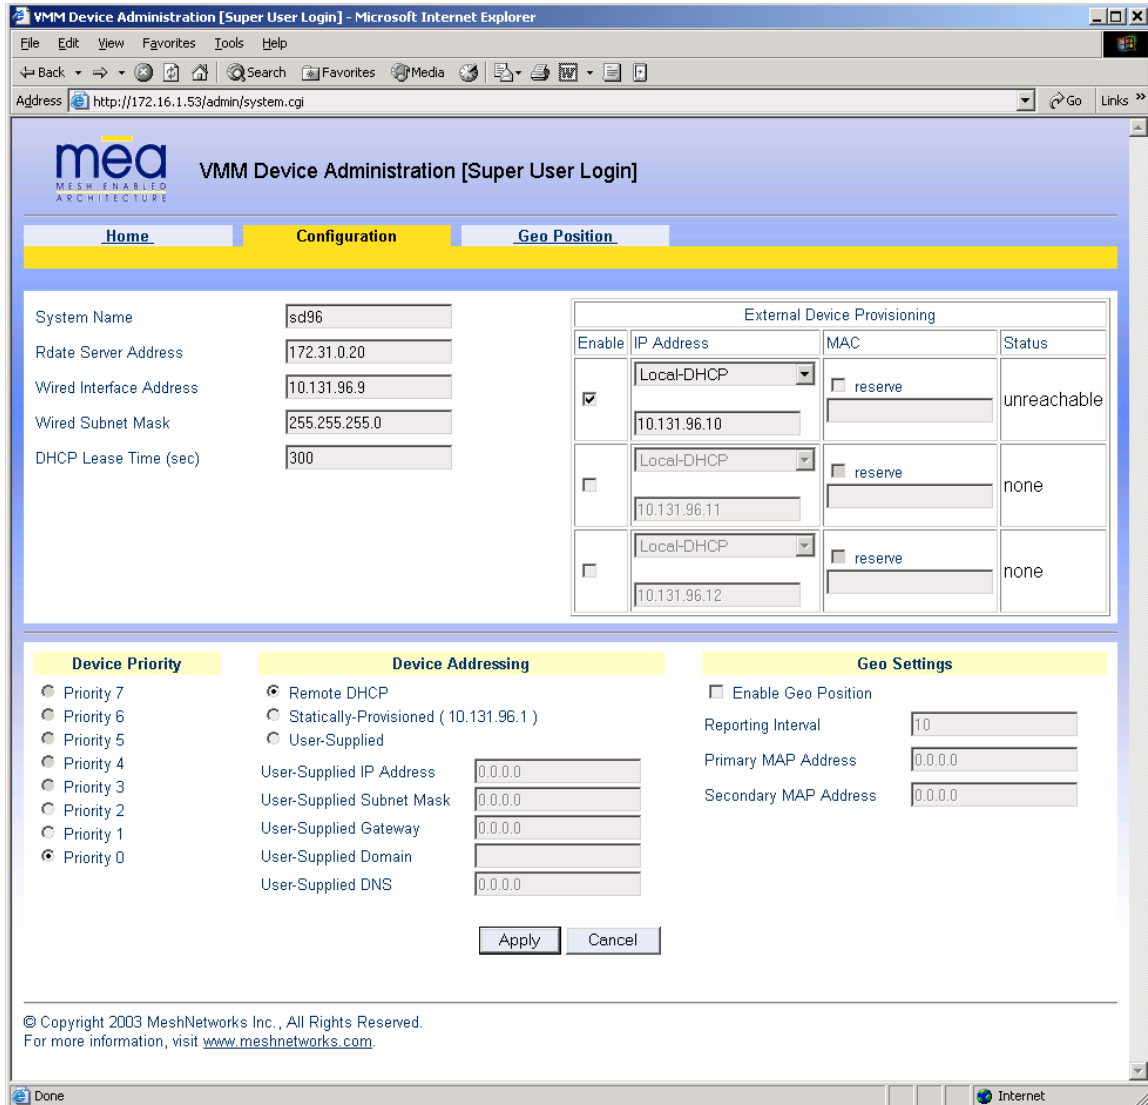 VMM Device Administration [Super User Login] - Microsoft Internet Explorer
File Edit View Favorites Tools Help
Back Search Favorites Media
Address http://172.16.1.53/admin/system.cgi Go Links »
mea
MESH ENABLED
ARCHITECTURE
VMM Device Administration [Super User Login]
Home Configuration Geo Position
System Name sd96
Rdate Server Address 172.31.0.20
Wired Interface Address 10.131.96.9
Wired Subnet Mask 255.255.255.0
DHCP Lease Time (sec) 300
External Device Provisioning
Enable IP Address MAC Status
Local-DHCP reserve
10.131.96.10
unreachable
Local-DHCP reserve
10.131.96.11
none
Local-DHCP reserve
10.131.96.12
none
Device Priority
Priority 7
Priority 6
Priority 5
Priority 4
Priority 3
Priority 2
Priority 1
Priority 0
Device Addressing
Remote DHCP
Statically-Provisioned ( 10.131.96.1 )
User-Supplied
User-Supplied IP Address 0.0.0.0
User-Supplied Subnet Mask 0.0.0.0
User-Supplied Gateway 0.0.0.0
User-Supplied Domain
User-Supplied DNS 0.0.0.0
Geo Settings
Enable Geo Position
Reporting Interval 10
Primary MAP Address 0.0.0.0
Secondary MAP Address 0.0.0.0
Apply Cancel
© Copyright 2003 MeshNetworks Inc., All Rights Reserved.
For more information, visit www.meshnetworks.com.
Done Internet